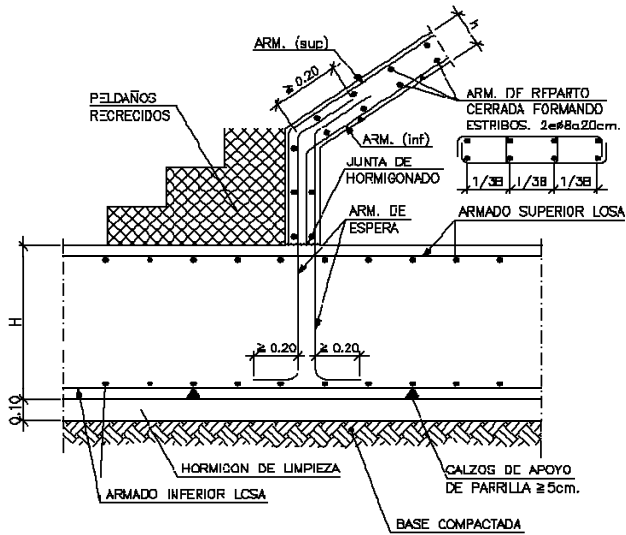 ARM. (sup)
h
≥ 0.20
PELDAÑOS
RECRECIDOS
ARM. DE REPARTO
CERRADA FORMANDO
ESTRIBOS. 2eø8a20cm.
ARM. (inf)
JUNTA DE
HORMIGONADO
1/3B 1/3B 1/3B
ARM. DE
ESPERA
ARMADO SUPERIOR LOSA
H
≥ 0.20 ≥ 0.20
0.10
HORMIGON DE LIMPIEZA
CALZOS DE APOYO
DE PARRILLA ≥5cm.
ARMADO INFERIOR LOSA
BASE COMPACTADA